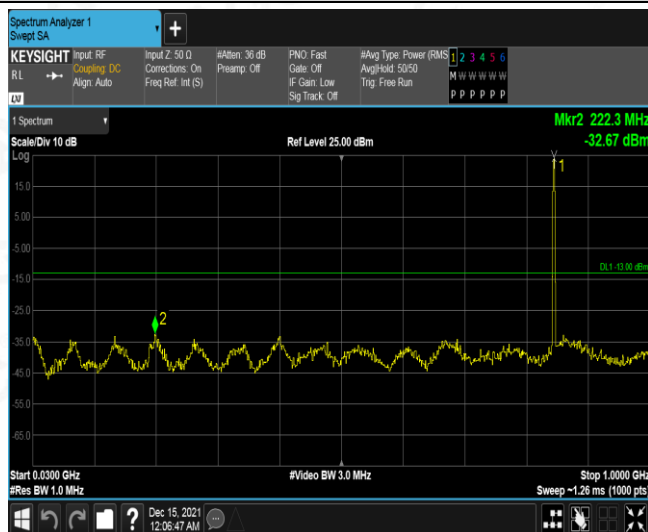 Spectrum Analyzer 1
Swept SA
+
KEYSIGHT
RL
LXI
Input: RF
Coupling: DC
Align: Auto
Input Z: 50 Ω
Corrections: On
Freq Ref: Int (S)
#Atten: 36 dB
Preamp: Off
PNO: Fast
Gate: Off
IF Gain: Low
Sig Track: Off
#Avg Type: Power (RMS
Avg|Hold: 50/50
Trig: Free Run
1 2 3 4 5 6
M W W W W W
P P P P P P
1 Spectrum
Mkr2 222.3 MHz
-32.67 dBm
Scale/Div 10 dB
Ref Level 25.00 dBm
Log
1
15.0
5.00
-5.00
DL1 -13.00 dBm
-15.0
-25.0
2
-35.0
-45.0
-55.0
-65.0
Start 0.0300 GHz
#Video BW 3.0 MHz
Stop 1.0000 GHz
#Res BW 1.0 MHz
Sweep ~1.26 ms (1000 pts)
?
Dec 15, 2021
12:06:47 AM